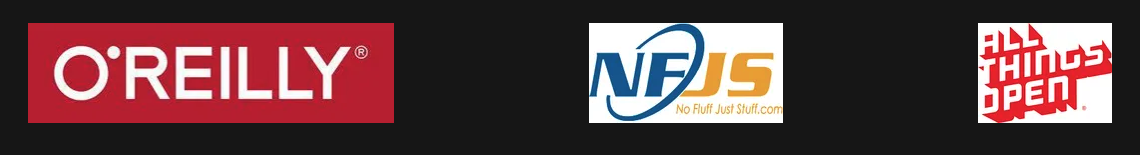 O'REILLY®
NFJS
No Fluff Just Stuff.com
ALL
THINGS
OPEN®